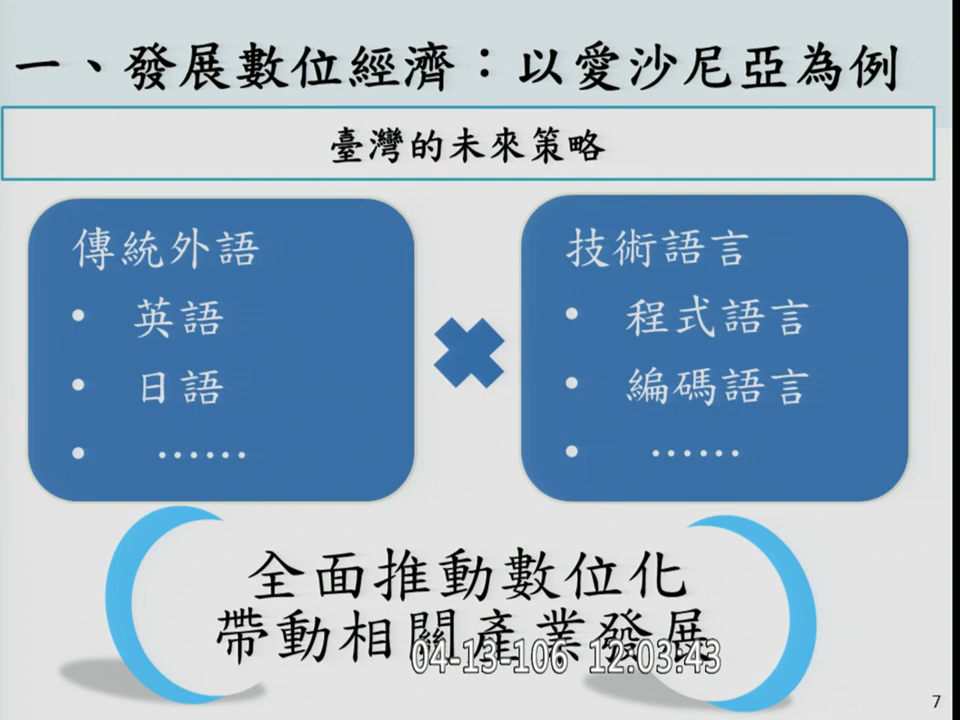 一、發展數位經濟：以愛沙尼亞為例
臺灣的未來策略
傳統外語
• 英語
• 日語
• ……
技術語言
• 程式語言
• 編碼語言
• ……
全面推動數位化
帶動相關產業發展
04-13-106 12:03:43
7